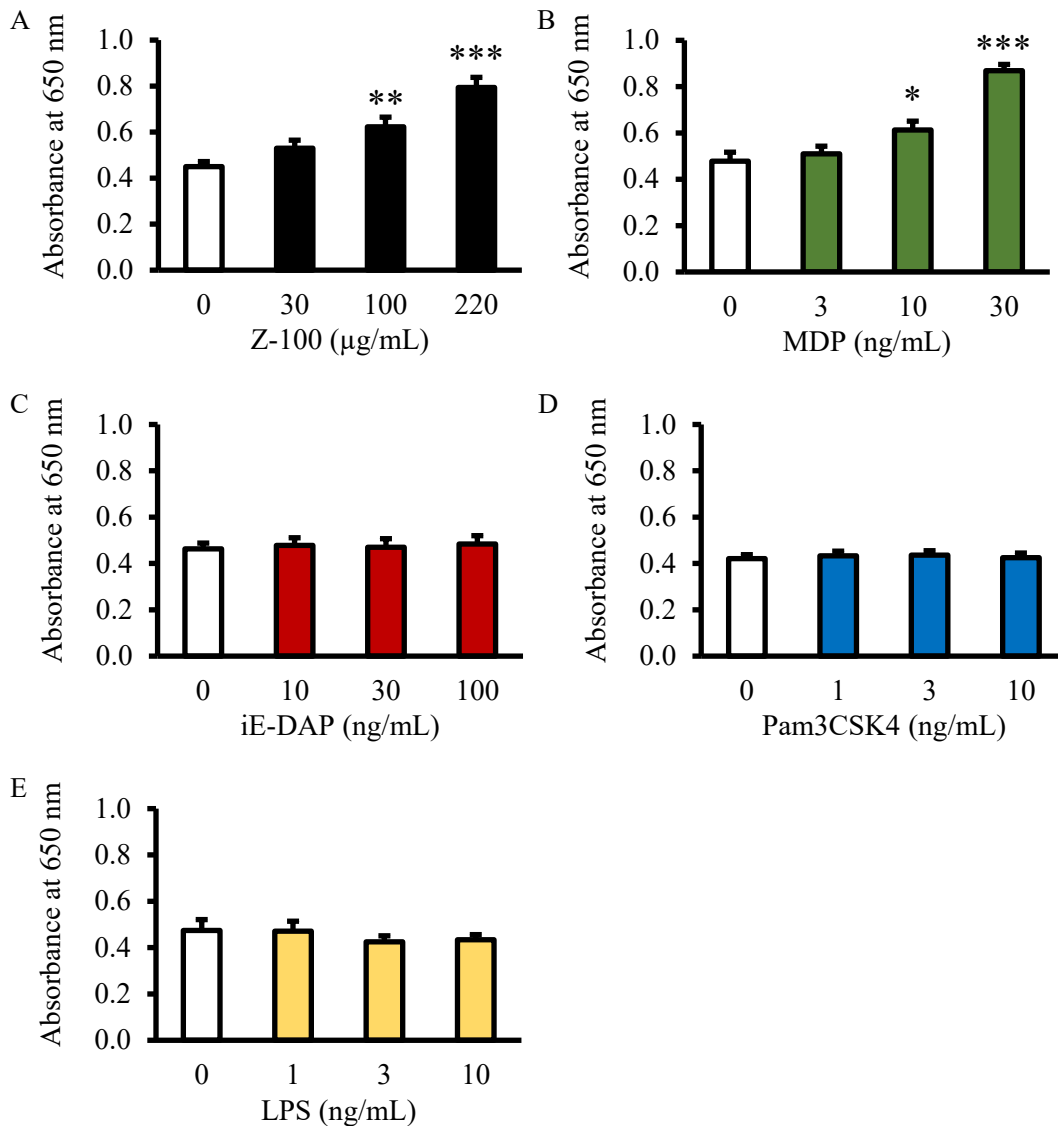 A
Absorbance at 650 nm
1.0
0.8
0.6
0.4
0.2
0.0
**
***
0 30 100 220
Z-100 (µg/mL)
B
Absorbance at 650 nm
1.0
0.8
0.6
0.4
0.2
0.0
*
***
0 3 10 30
MDP (ng/mL)
C
Absorbance at 650 nm
1.0
0.8
0.6
0.4
0.2
0.0
0 10 30 100
iE-DAP (ng/mL)
D
Absorbance at 650 nm
1.0
0.8
0.6
0.4
0.2
0.0
0 1 3 10
Pam3CSK4 (ng/mL)
E
Absorbance at 650 nm
1.0
0.8
0.6
0.4
0.2
0.0
0 1 3 10
LPS (ng/mL)